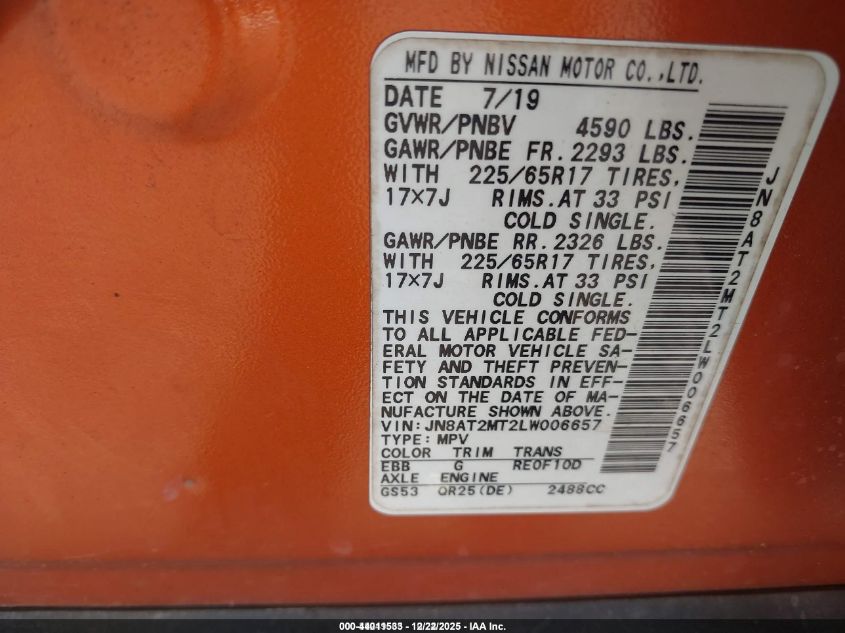 MFD BY NISSAN MOTOR CO.,LTD.
DATE 7/19
GVWR/PNBV 4590 LBS.
GAWR/PNBE FR. 2293 LBS.
WITH 225/65R17 TIRES,
17×7J RIMS. AT 33 PSI
COLD SINGLE.
GAWR/PNBE RR. 2326 LBS.
WITH 225/65R17 TIRES,
17×7J RIMS. AT 33 PSI
COLD SINGLE.
THIS VEHICLE CONFORMS
TO ALL APPLICABLE FED-
ERAL MOTOR VEHICLE SA-
FETY AND THEFT PREVEN-
TION STANDARDS IN EFF-
ECT ON THE DATE OF MA-
NUFACTURE SHOWN ABOVE.
VIN:JN8AT2MT2LW006657
TYPE:MPV
COLOR TRIM TRANS
EBB G RE0F10D
AXLE ENGINE
GS53 QR25(DE) 2488CC
JN8AT2MT2LW006657
12/22/2025 - IAA Inc.